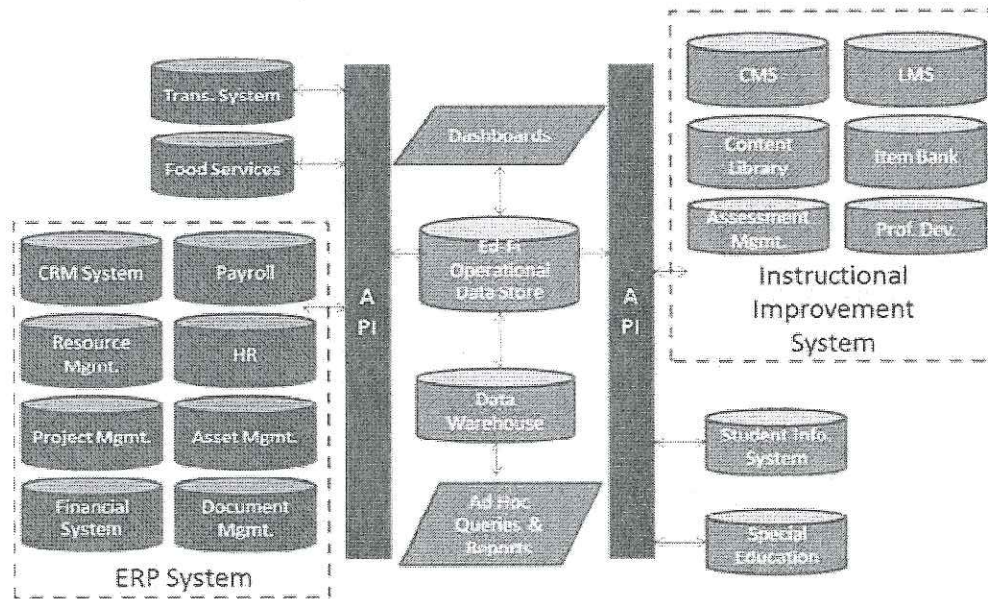 Trans. System
Food Services
CRM System
Payroll
Resource
Mgmt.
HR
Project Mgmt.
Asset Mgmt.
Financial
System
Document
Mgmt.
ERP System
A
PI
Dashboards
Ed-Fi
Operational
Data Store
Data
Warehouse
Ad Hoc
Queries &
Reports
A
PI
CMS
LMS
Content
Library
Item Bank
Assessment
Mgmt.
Prof. Dev.
Instructional
Improvement
System
Student Info.
System
Special
Education